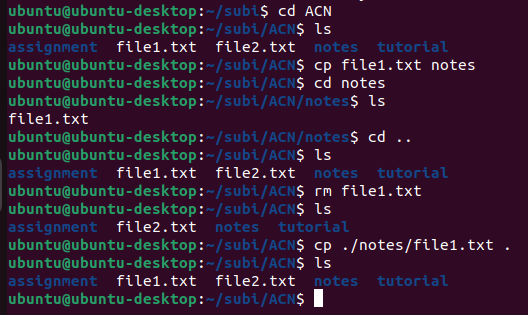 ubuntu@ubuntu-desktop:~/subi$ cd ACN
ubuntu@ubuntu-desktop:~/subi/ACN$ ls
assignment  file1.txt  file2.txt  notes  tutorial
ubuntu@ubuntu-desktop:~/subi/ACN$ cp file1.txt notes
ubuntu@ubuntu-desktop:~/subi/ACN$ cd notes
ubuntu@ubuntu-desktop:~/subi/ACN/notes$ ls
file1.txt
ubuntu@ubuntu-desktop:~/subi/ACN/notes$ cd ..
ubuntu@ubuntu-desktop:~/subi/ACN$ ls
assignment  file1.txt  file2.txt  notes  tutorial
ubuntu@ubuntu-desktop:~/subi/ACN$ rm file1.txt
ubuntu@ubuntu-desktop:~/subi/ACN$ ls
assignment  file2.txt  notes  tutorial
ubuntu@ubuntu-desktop:~/subi/ACN$ cp ./notes/file1.txt .
ubuntu@ubuntu-desktop:~/subi/ACN$ ls
assignment  file1.txt  file2.txt  notes  tutorial
ubuntu@ubuntu-desktop:~/subi/ACN$